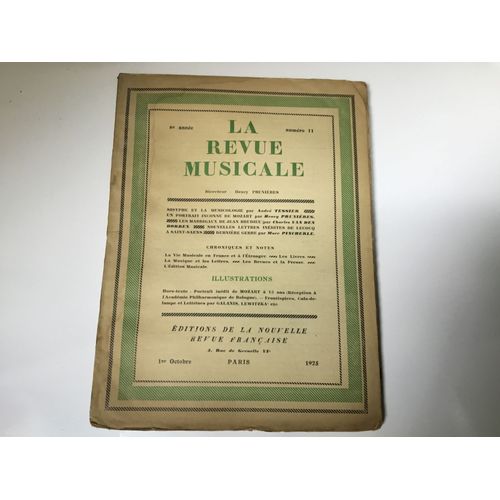 6e année
LA
REVUE
MUSICALE
numéro 11
Directeur Henry PRUNIÈRES
SISYPHE ET LA MUSICOLOGIE par André TESSIER
UN PORTRAIT INCONNU DE MOZART par Henry PRUNIÈRES.
LES MADRIGAUX DE JEAN BRUDIEU par Charles VAN DEN
BORREN NOUVELLES LETTRES INÉDITES DE LECOCQ
A SAINT-SAENS DERNIÈRE GERBE par Marc PINCHERLE.
CHRONIQUES ET NOTES
La Vie Musicale en France et à l'Étranger. Les Livres
La Musique et les Lettres. Les Revues et la Presse.
L'Édition Musicale.
ILLUSTRATIONS
Hors-texte - Portrait inédit de MOZART à 14 ans (Réception à
l'Académie Philharmonique de Bologne). - Frontispices, Culs-de-
lampe et Lettrines par GALANIS, LEWITZKA etc
ÉDITIONS DE LA NOUVELLE
REVUE FRANÇAISE
3, Rue de Grenelle VIe
1er Octobre PARIS 1925